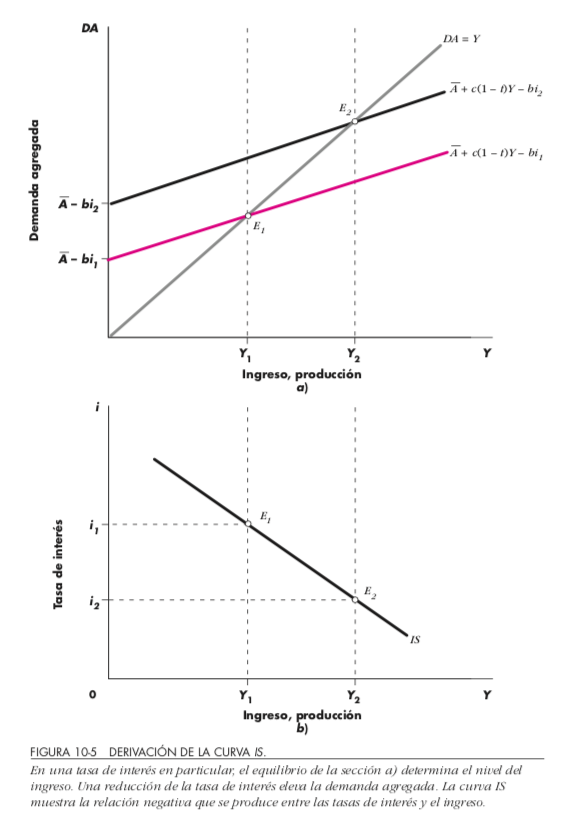 DA
DA = Y
A̅ + c(1 – t)Y – bi₂
E₂
A̅ + c(1 – t)Y – bi₁
Demanda agregada
A̅ – bi₂
E₁
A̅ – bi₁
Y₁ Y₂ Y
Ingreso, producción
a)
i
E₁
i₁
Tasa de interés
E₂
i₂
IS
0 Y₁ Y₂ Y
Ingreso, producción
b)
FIGURA 10-5 DERIVACIÓN DE LA CURVA IS.
En una tasa de interés en particular, el equilibrio de la sección a) determina el nivel del
ingreso. Una reducción de la tasa de interés eleva la demanda agregada. La curva IS
muestra la relación negativa que se produce entre las tasas de interés y el ingreso.